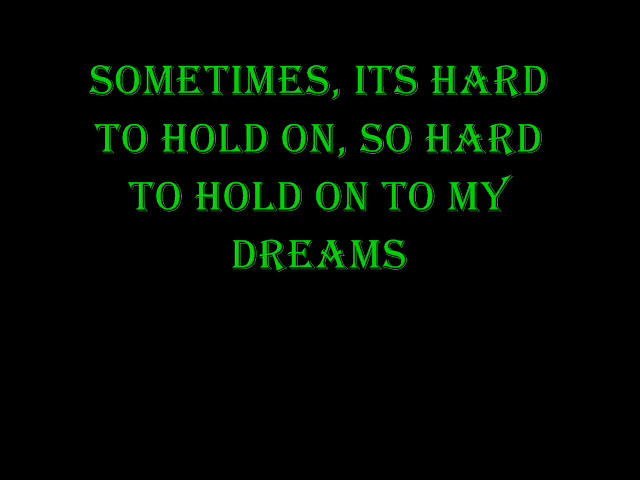 SOMETIMES, ITS HARD
TO HOLD ON, SO HARD
TO HOLD ON TO MY
DREAMS